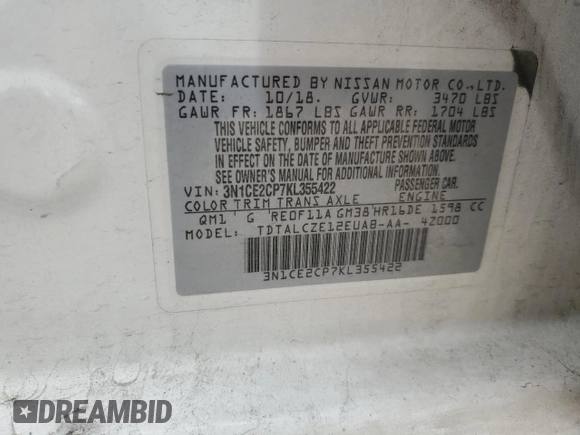 MANUFACTURED BY NISSAN MOTOR CO.,LTD.
DATE: 10/18. GVWR: 3470 LBS
GAWR FR: 1867 LBS GAWR RR: 1704 LBS
THIS VEHICLE CONFORMS TO ALL APPLICABLE FEDERAL MOTOR
VEHICLE SAFETY, BUMPER AND THEFT PREVENTION STANDARDS
IN EFFECT ON THE DATE OF MANUFACTURE SHOWN ABOVE.
SEE OWNER'S MANUAL FOR ADDITIONAL INFORMATION.
VIN: 3N1CE2CP7KL355422 PASSENGER CAR.
COLOR TRIM TRANS AXLE ENGINE
QM1 G RE0F11A GM38 HR16DE 1598 CC
MODEL: TDTALCZE12EUA8-AA- 42000
3N1CE2CP7KL355422
DREAMBID